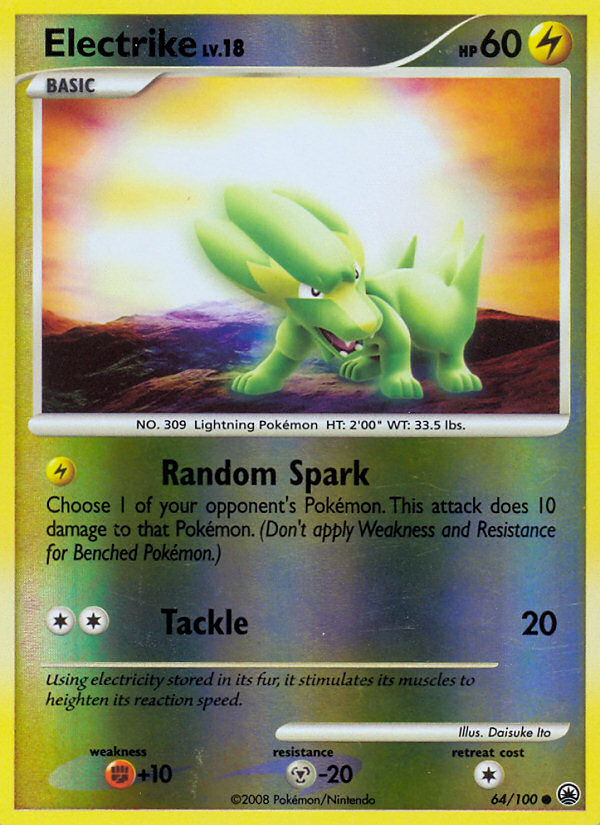 Electrike LV.18 HP 60
BASIC
NO. 309 Lightning Pokémon HT: 2'00" WT: 33.5 lbs.
Random Spark
Choose 1 of your opponent's Pokémon. This attack does 10
damage to that Pokémon. (Don't apply Weakness and Resistance
for Benched Pokémon.)
Tackle 20
Using electricity stored in its fur, it stimulates its muscles to
heighten its reaction speed.
Illus. Daisuke Ito
weakness resistance retreat cost
+10 -20
©2008 Pokémon/Nintendo 64/100